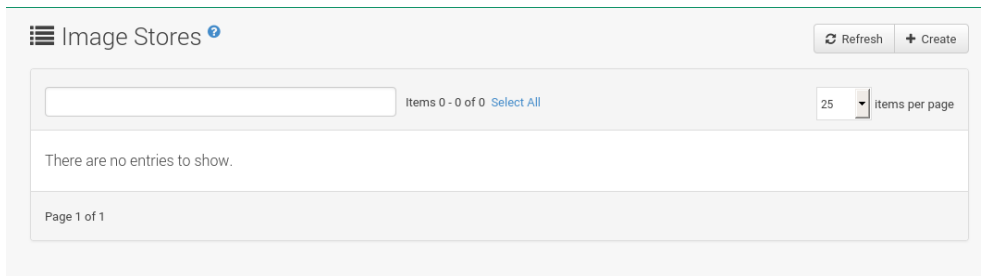 Image Stores ?
Refresh
Create
Items 0 - 0 of 0 Select All
25 items per page
There are no entries to show.
Page 1 of 1